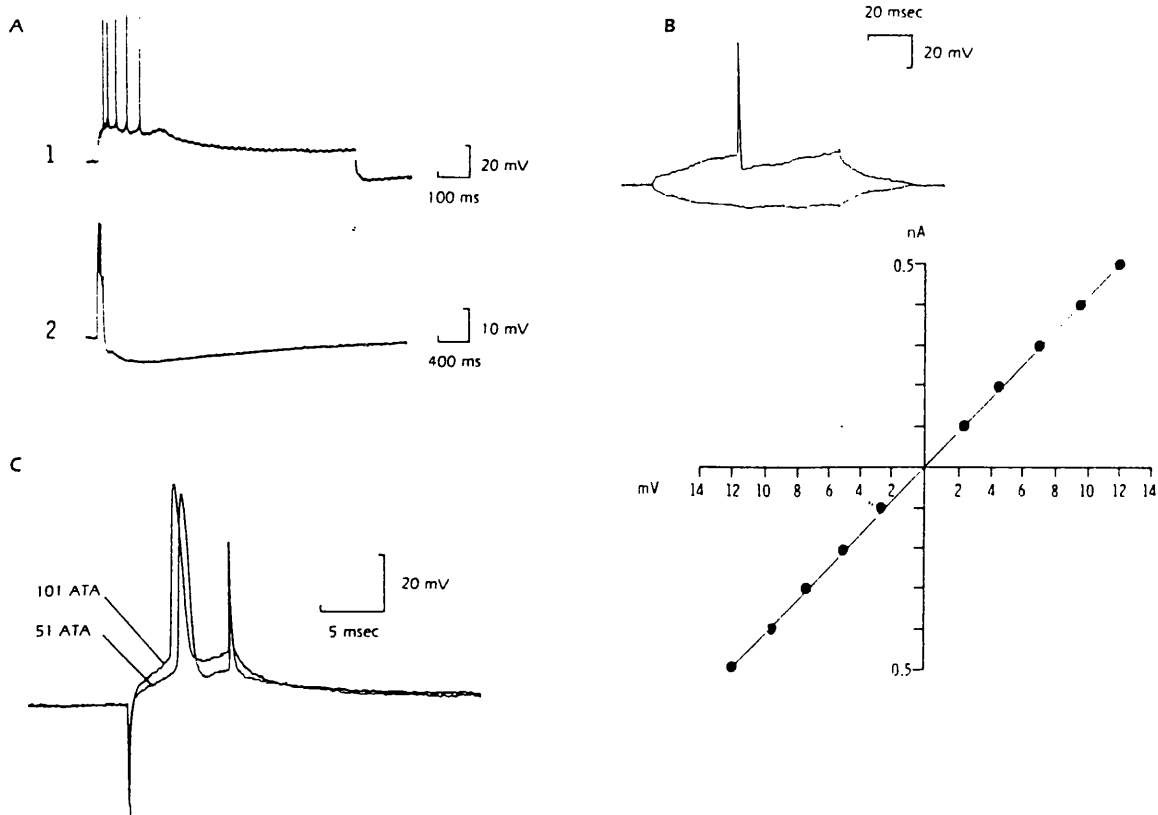 A
1
20 mV
100 ms
2
10 mV
400 ms
B
20 msec
20 mV
nA
0.5
mV
14 12 10 8 6 4 2 2 4 6 8 10 12 14
0.5
C
101 ATA
51 ATA
20 mV
5 msec